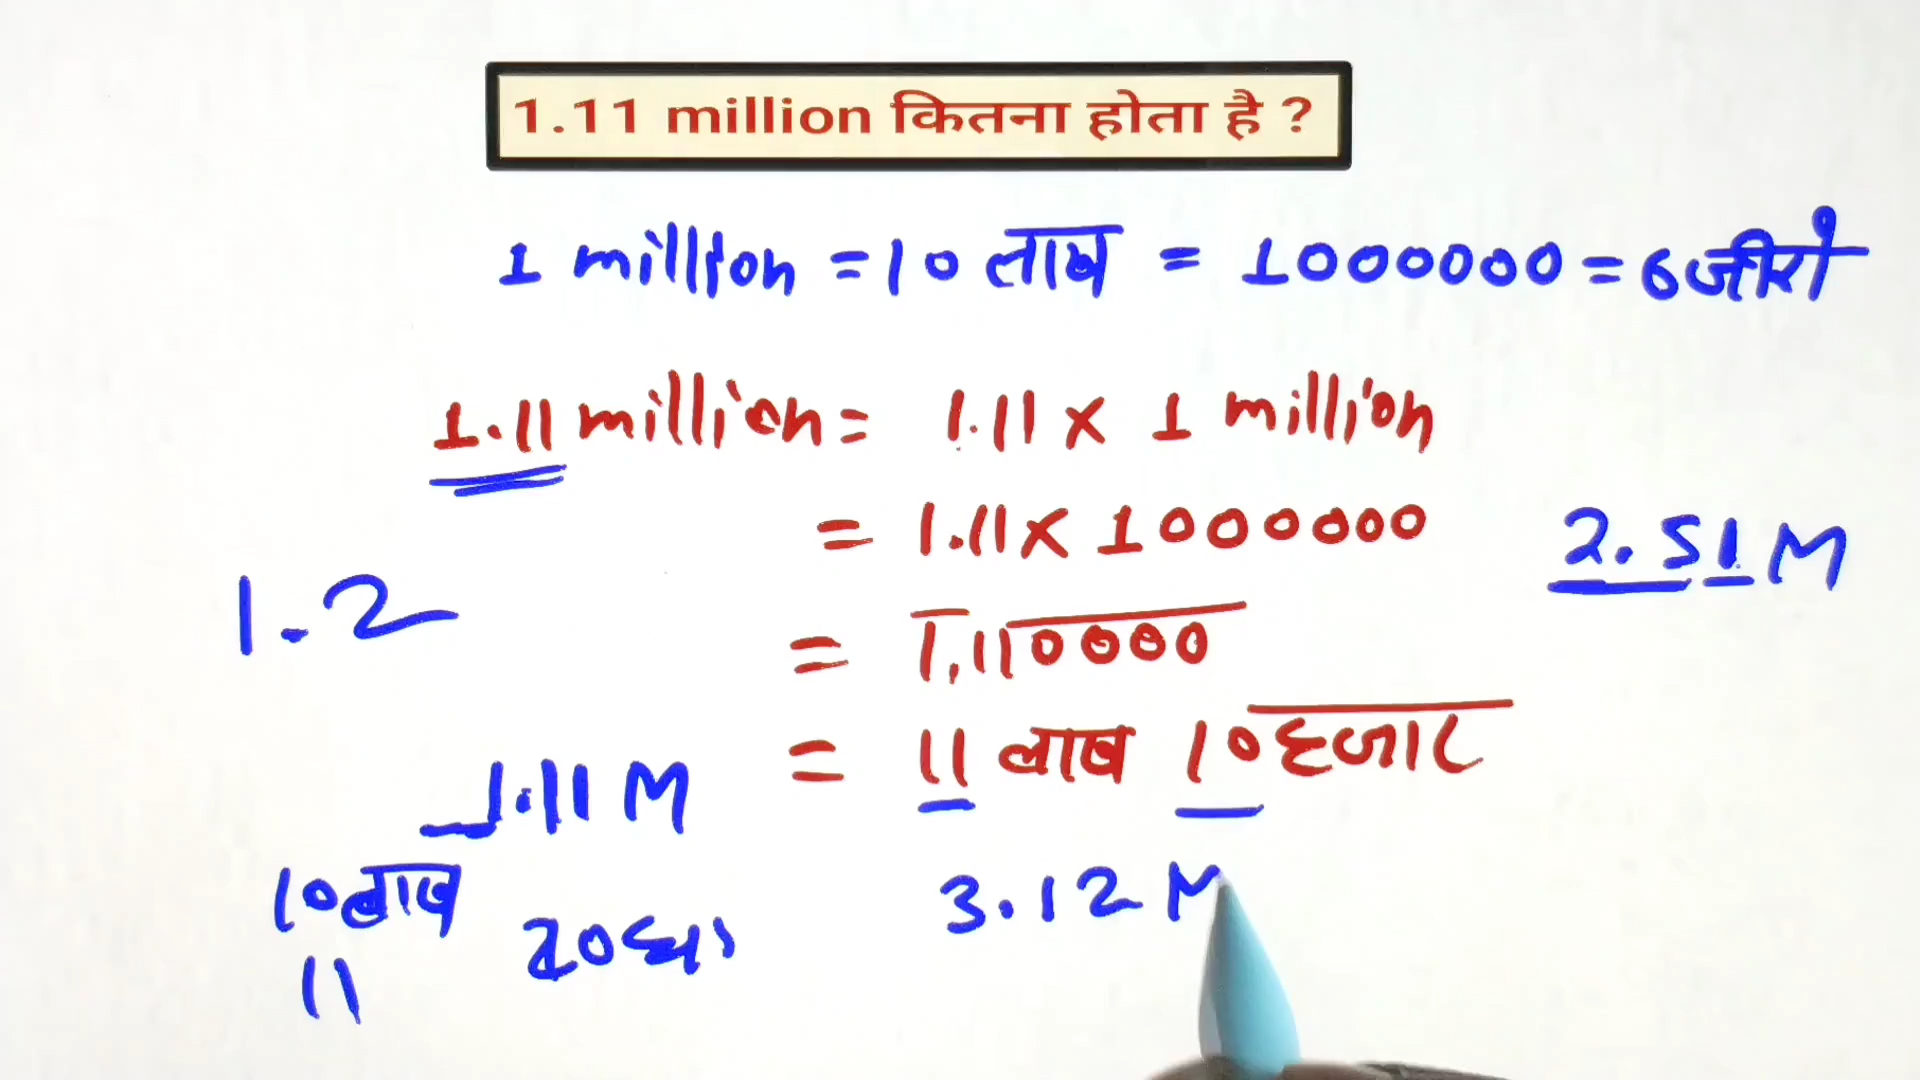 1.11 million कितना होता है ?
1 million = 10 लाख = 1000000 = 6 जीरो
1.11 million = 1.11 x 1 million
= 1.11 x 1000000
2.51 M
1.2
= 1,110000
= 11 लाख 10 हजार
1.11 M
10 लाख
3.12 M
20
11